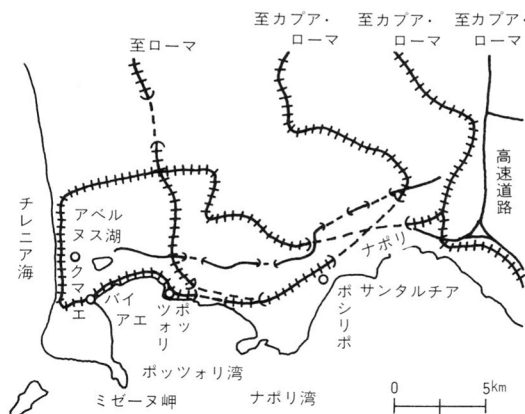 至ローマ
至カプア・
ローマ
至カプア・
ローマ
至カプア・
ローマ
高速道路
チレニア海
アベル
ヌス湖
クマエ
バイ
アエ
ポッ
ツォリ
ナポリ
サンタルチア
ポシリポ
ポッツォリ湾
ミゼーヌ岬
ナポリ湾
0 5km